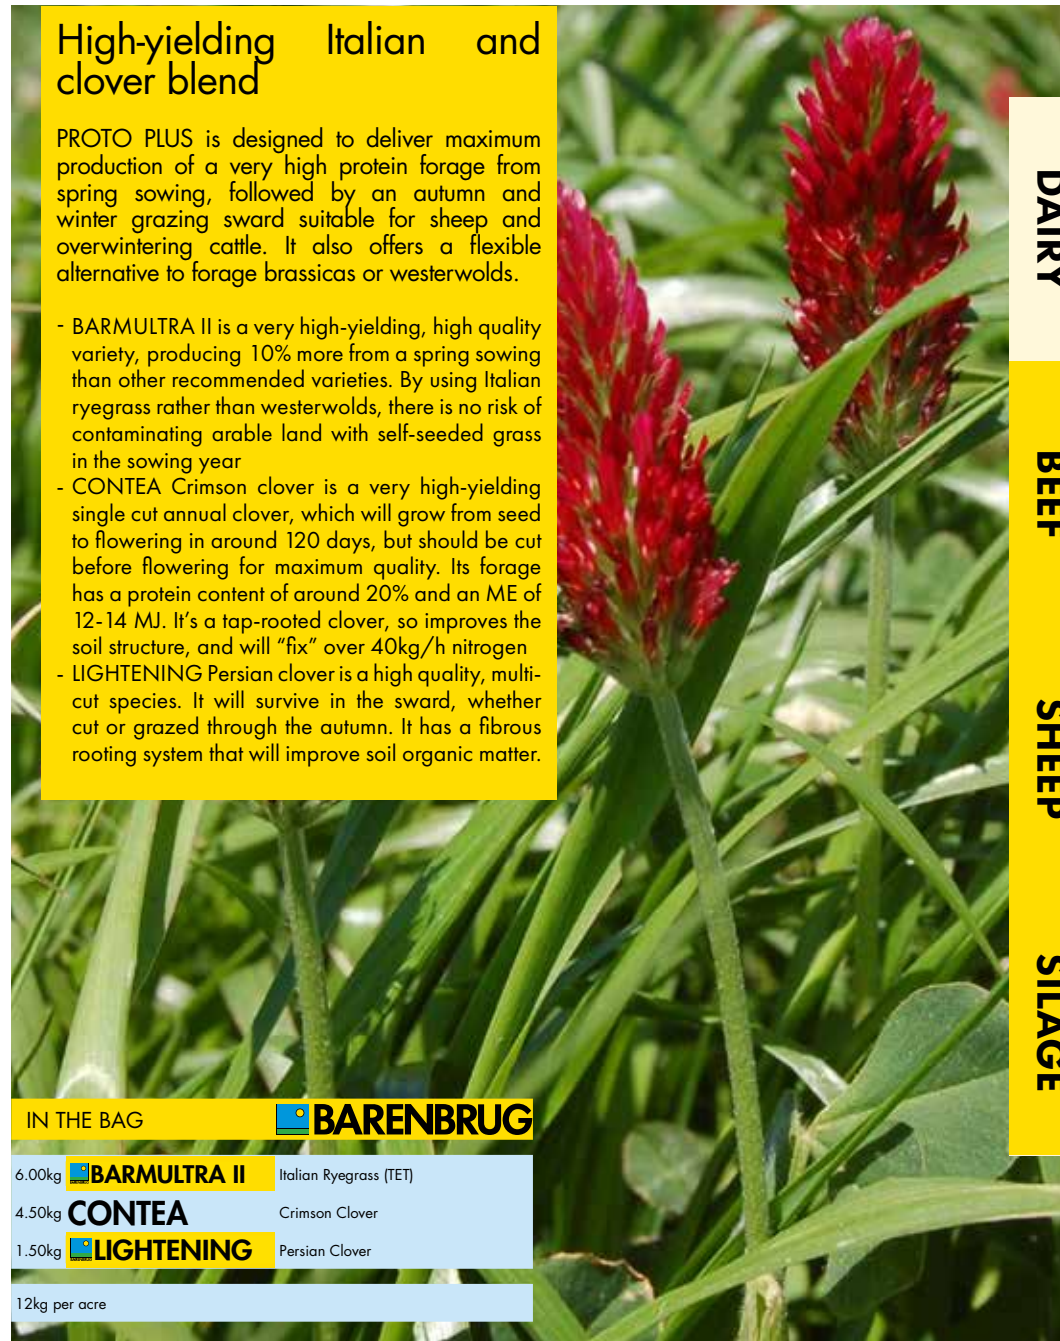 High-yielding Italian and
clover blend
PROTO PLUS is designed to deliver maximum
production of a very high protein forage from
spring sowing, followed by an autumn and
winter grazing sward suitable for sheep and
overwintering cattle. It also offers a flexible
alternative to forage brassicas or westerwolds.
- BARMULTRA II is a very high-yielding, high quality
variety, producing 10% more from a spring sowing
than other recommended varieties. By using Italian
ryegrass rather than westerwolds, there is no risk of
contaminating arable land with self-seeded grass
in the sowing year
- CONTEA Crimson clover is a very high-yielding
single cut annual clover, which will grow from seed
to flowering in around 120 days, but should be cut
before flowering for maximum quality. Its forage
has a protein content of around 20% and an ME of
12-14 MJ. It's a tap-rooted clover, so improves the
soil structure, and will "fix" over 40kg/h nitrogen
- LIGHTENING Persian clover is a high quality, multi-
cut species. It will survive in the sward, whether
cut or grazed through the autumn. It has a fibrous
rooting system that will improve soil organic matter.
DAIRY
BEEF
SHEEP
SILAGE
IN THE BAG BARENBRUG
6.00kg BARMULTRA II Italian Ryegrass (TET)
4.50kg CONTEA Crimson Clover
1.50kg LIGHTENING Persian Clover
12kg per acre